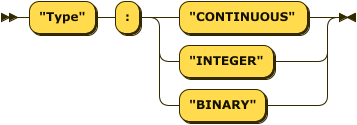 "Type" : "CONTINUOUS"
"INTEGER"
"BINARY"